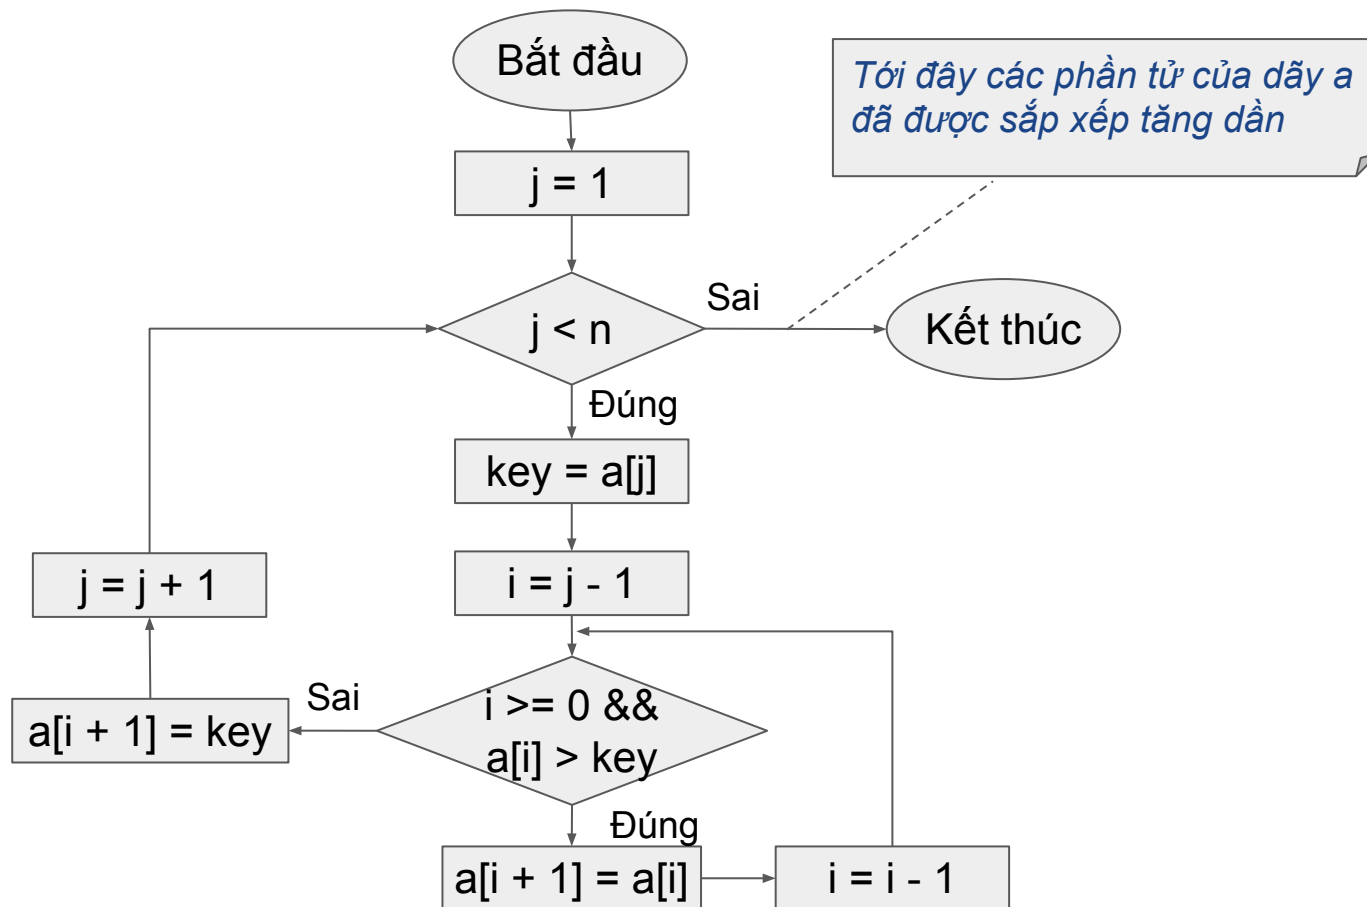 Bắt đầu
Tới đây các phần tử của dãy a
đã được sắp xếp tăng dần
j = 1
Sai
j < n
Kết thúc
Đúng
key = a[j]
j = j + 1
i = j - 1
Sai
i >= 0 &&
a[i] > key
a[i + 1] = key
Đúng
a[i + 1] = a[i]
i = i - 1